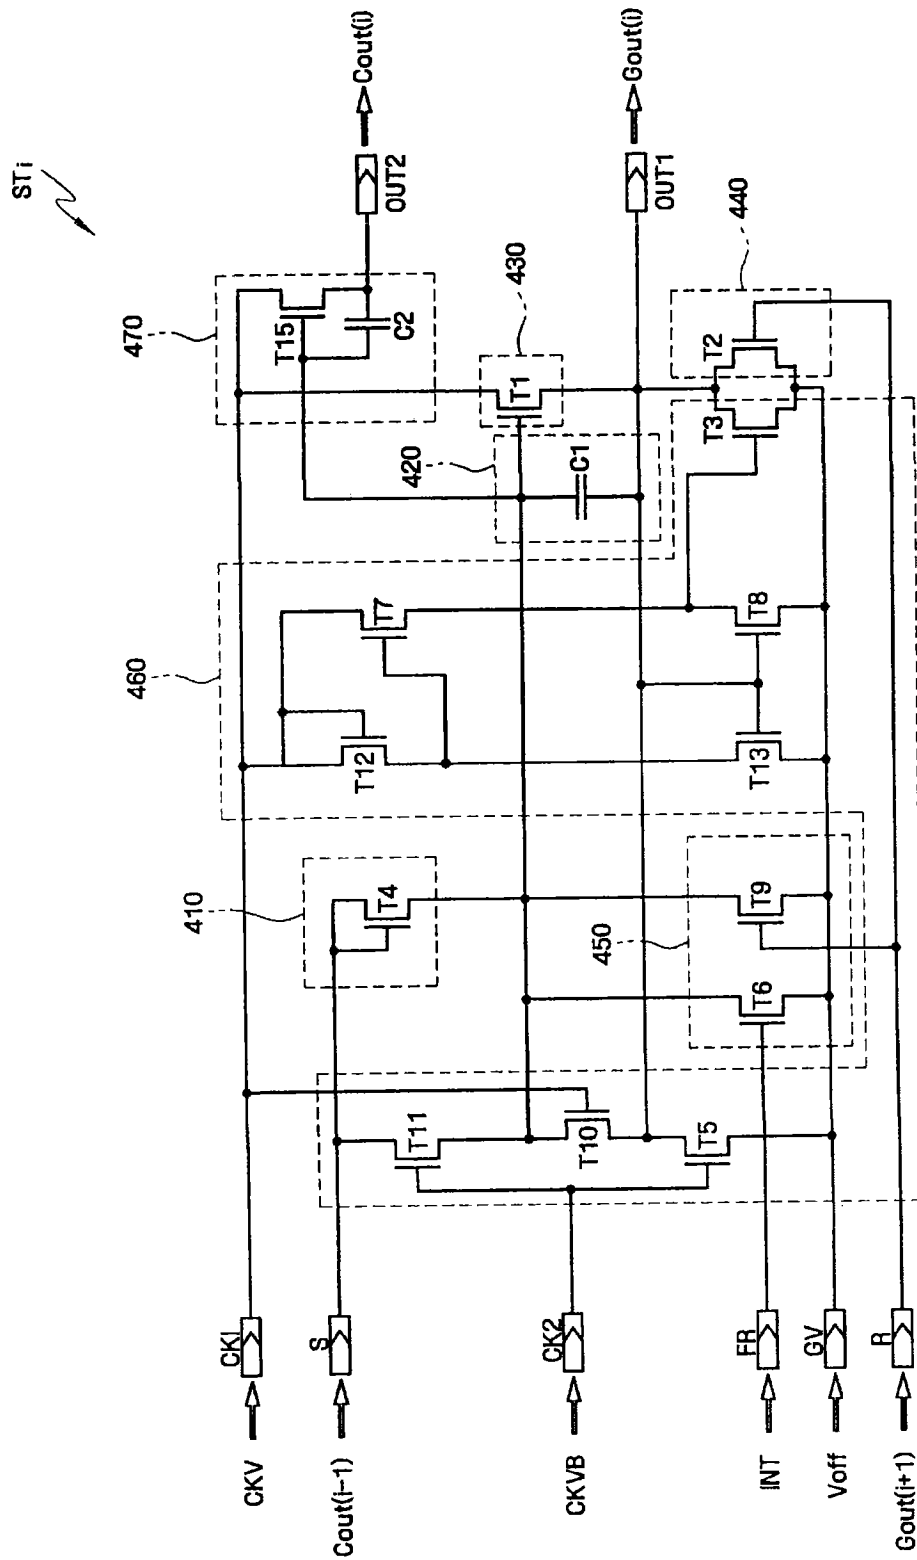 STi
470
T15
C2
OUT2
Cout(i)
430
T1
420
C1
OUT1
Gout(i)
440
T2
T3
460
T7
T12
T8
T13
410
T4
450
T9
T6
T11
T10
T5
CKV
CK1
Cout(i-1)
S
CKVB
CK2
INT
FR
Voff
GV
Gout(i+1)
R